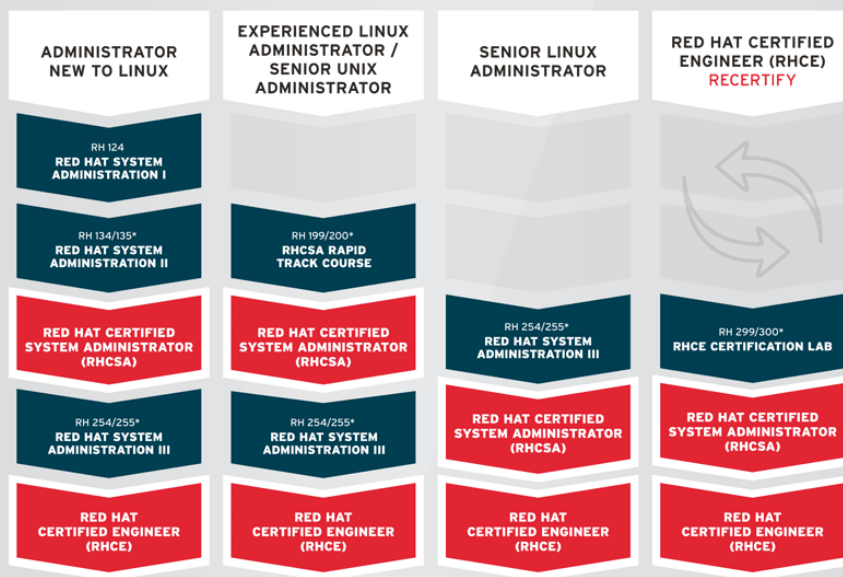 ADMINISTRATOR
NEW TO LINUX
RH 124
RED HAT SYSTEM
ADMINISTRATION I
RH 134/135*
RED HAT SYSTEM
ADMINISTRATION II
RED HAT CERTIFIED
SYSTEM ADMINISTRATOR
(RHCSA)
RH 254/255*
RED HAT SYSTEM
ADMINISTRATION III
RED HAT
CERTIFIED ENGINEER
(RHCE)
EXPERIENCED LINUX
ADMINISTRATOR /
SENIOR UNIX
ADMINISTRATOR
RH 199/200*
RHCSA RAPID
TRACK COURSE
RED HAT CERTIFIED
SYSTEM ADMINISTRATOR
(RHCSA)
RH 254/255*
RED HAT SYSTEM
ADMINISTRATION III
RED HAT
CERTIFIED ENGINEER
(RHCE)
SENIOR LINUX
ADMINISTRATOR
RH 254/255*
RED HAT SYSTEM
ADMINISTRATION III
RED HAT CERTIFIED
SYSTEM ADMINISTRATOR
(RHCSA)
RED HAT
CERTIFIED ENGINEER
(RHCE)
RED HAT CERTIFIED
ENGINEER (RHCE)
RECERTIFY
RH 299/300*
RHCE CERTIFICATION LAB
RED HAT CERTIFIED
SYSTEM ADMINISTRATOR
(RHCSA)
RED HAT
CERTIFIED ENGINEER
(RHCE)